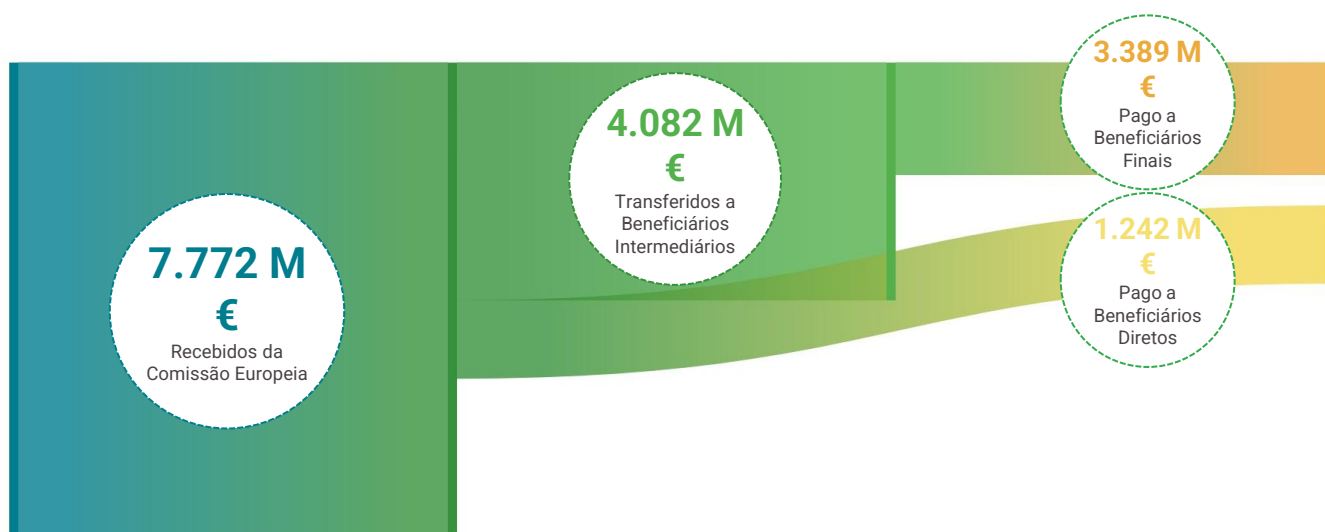 7.772 M
€
Recebidos da
Comissão Europeia
4.082 M
€
Transferidos a
Beneficiários
Intermediários
3.389 M
€
Pago a
Beneficiários
Finais
1.242 M
€
Pago a
Beneficiários
Diretos